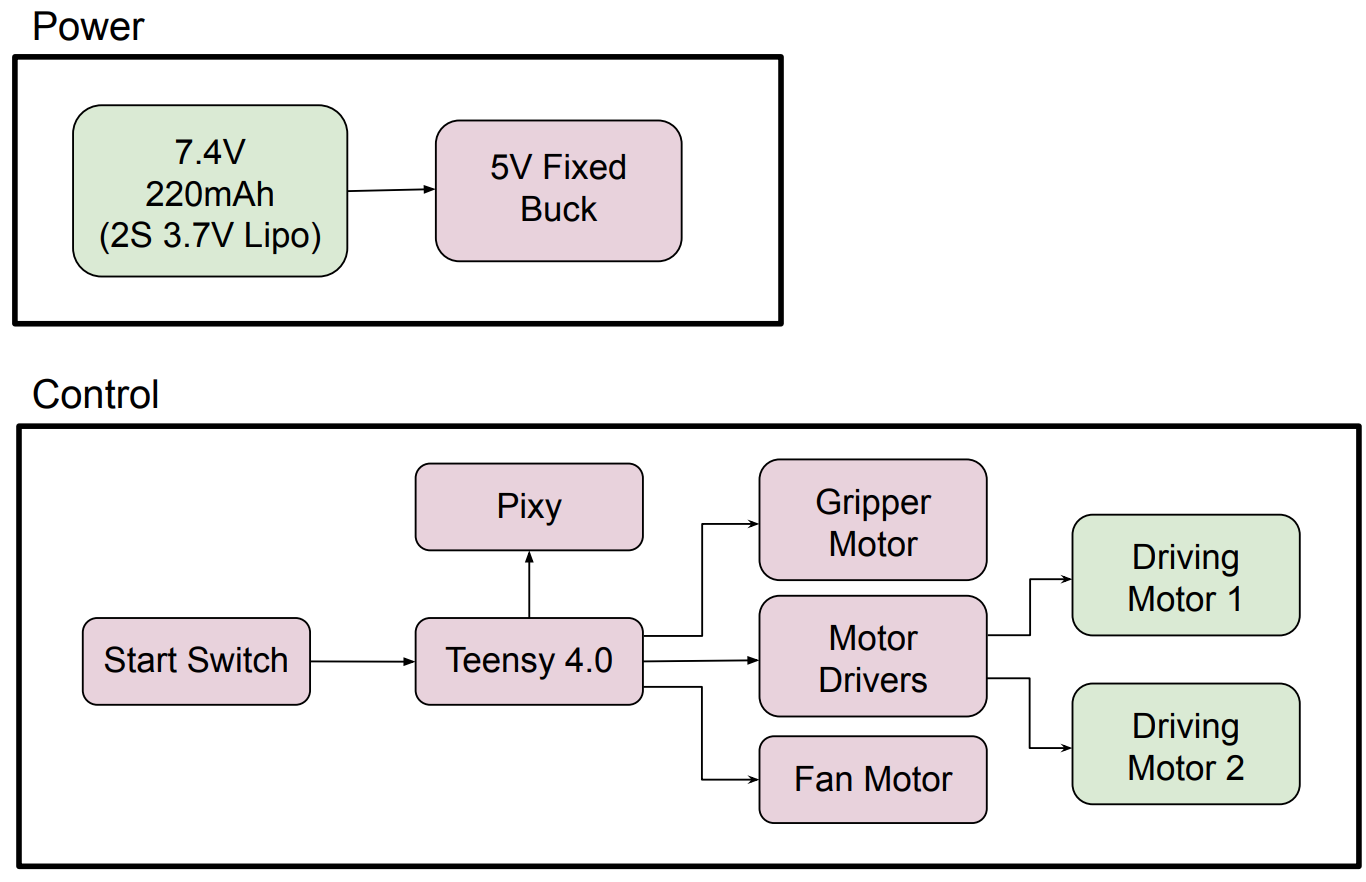 Power
7.4V
220mAh
(2S 3.7V Lipo)
5V Fixed
Buck
Control
Pixy
Gripper
Motor
Driving
Motor 1
Start Switch
Teensy 4.0
Motor
Drivers
Driving
Motor 2
Fan Motor